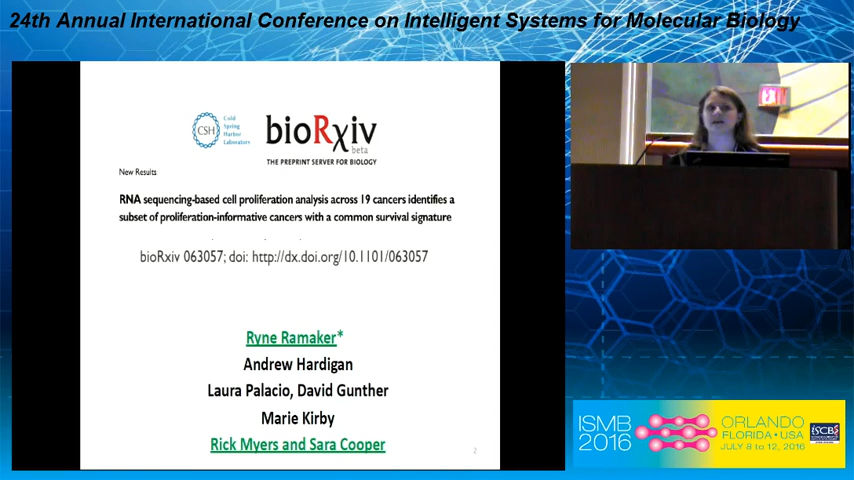 24th Annual International Conference on Intelligent Systems for Molecular Biology
CSH
Cold
Spring
Harbor
Laboratory
bioRxiv
beta
THE PREPRINT SERVER FOR BIOLOGY
New Results
RNA sequencing-based cell proliferation analysis across 19 cancers identifies a
subset of proliferation-informative cancers with a common survival signature
bioRxiv 063057; doi: http://dx.doi.org/10.1101/063057
Ryne Ramaker*
Andrew Hardigan
Laura Palacio, David Gunther
Marie Kirby
Rick Myers and Sara Cooper
2
ISMB
2016
ORLANDO
FLORIDA • USA
JULY 8 to 12, 2016
ISCB